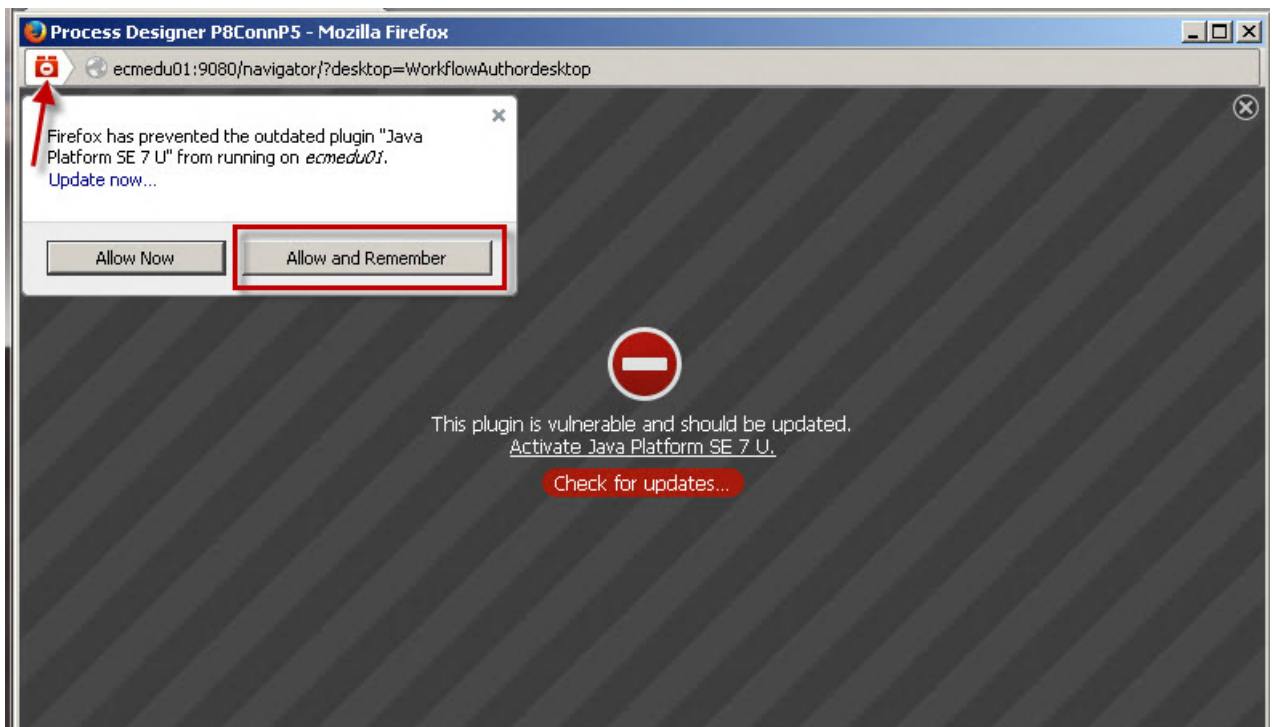 Process Designer P8ConnP5 - Mozilla Firefox
ecmedu01:9080/navigator/?desktop=WorkflowAuthordesktop
Firefox has prevented the outdated plugin "Java
Platform SE 7 U" from running on ecmedu01.
Update now...
Allow Now
Allow and Remember
This plugin is vulnerable and should be updated.
Activate Java Platform SE 7 U.
Check for updates...